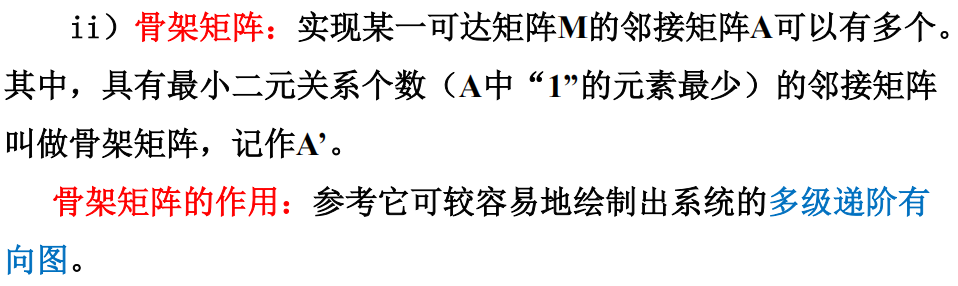 ii）骨架矩阵：实现某一可达矩阵M的邻接矩阵A可以有多个。
其中，具有最小二元关系个数（A中“1”的元素最少）的邻接矩阵
叫做骨架矩阵，记作A’。
骨架矩阵的作用：参考它可较容易地绘制出系统的多级递阶有
向图。